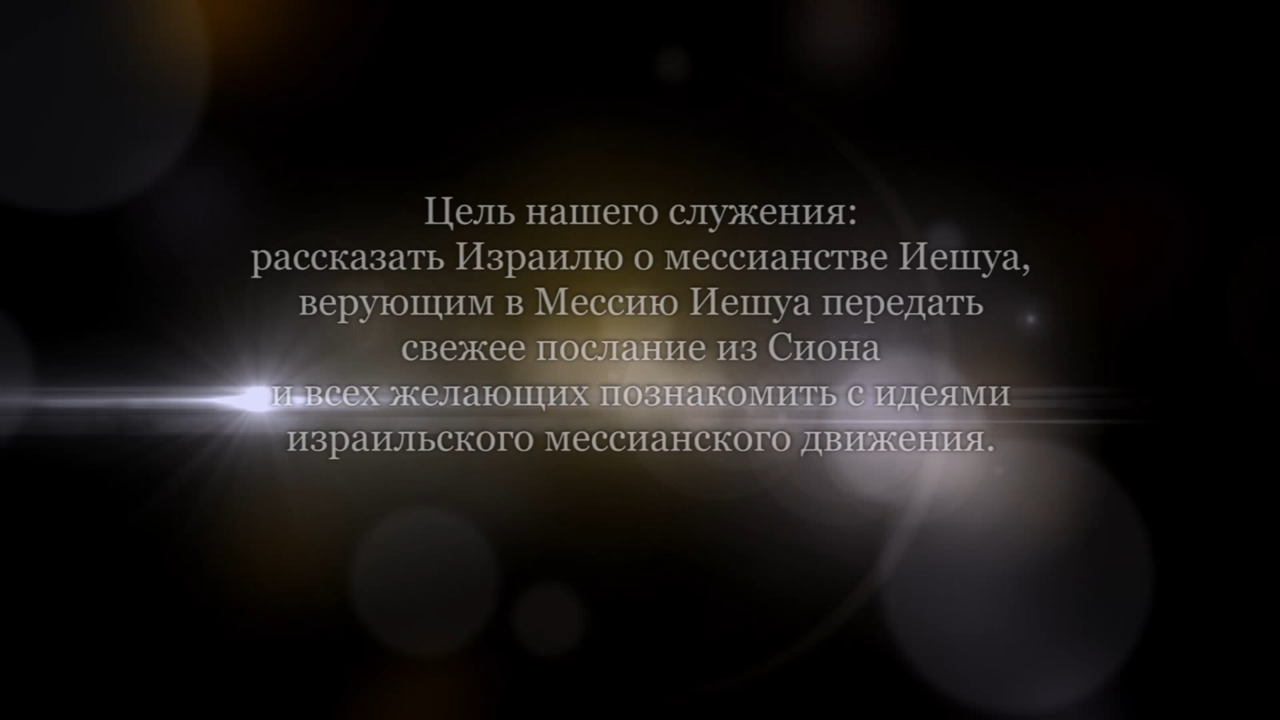 Цель нашего служения:
рассказать Израилю о мессианстве Иешуа,
верующим в Мессию Иешуа передать
свежее послание из Сиона
и всех желающих познакомить с идеями
израильского мессианского движения.